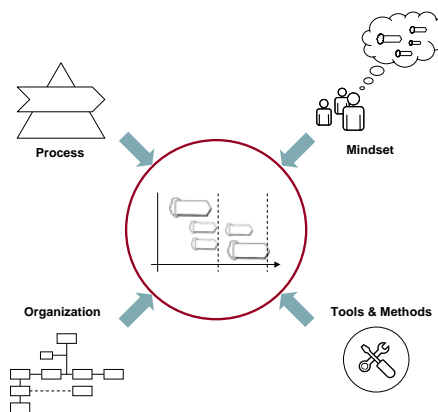 Process
Mindset
Organization
Tools & Methods